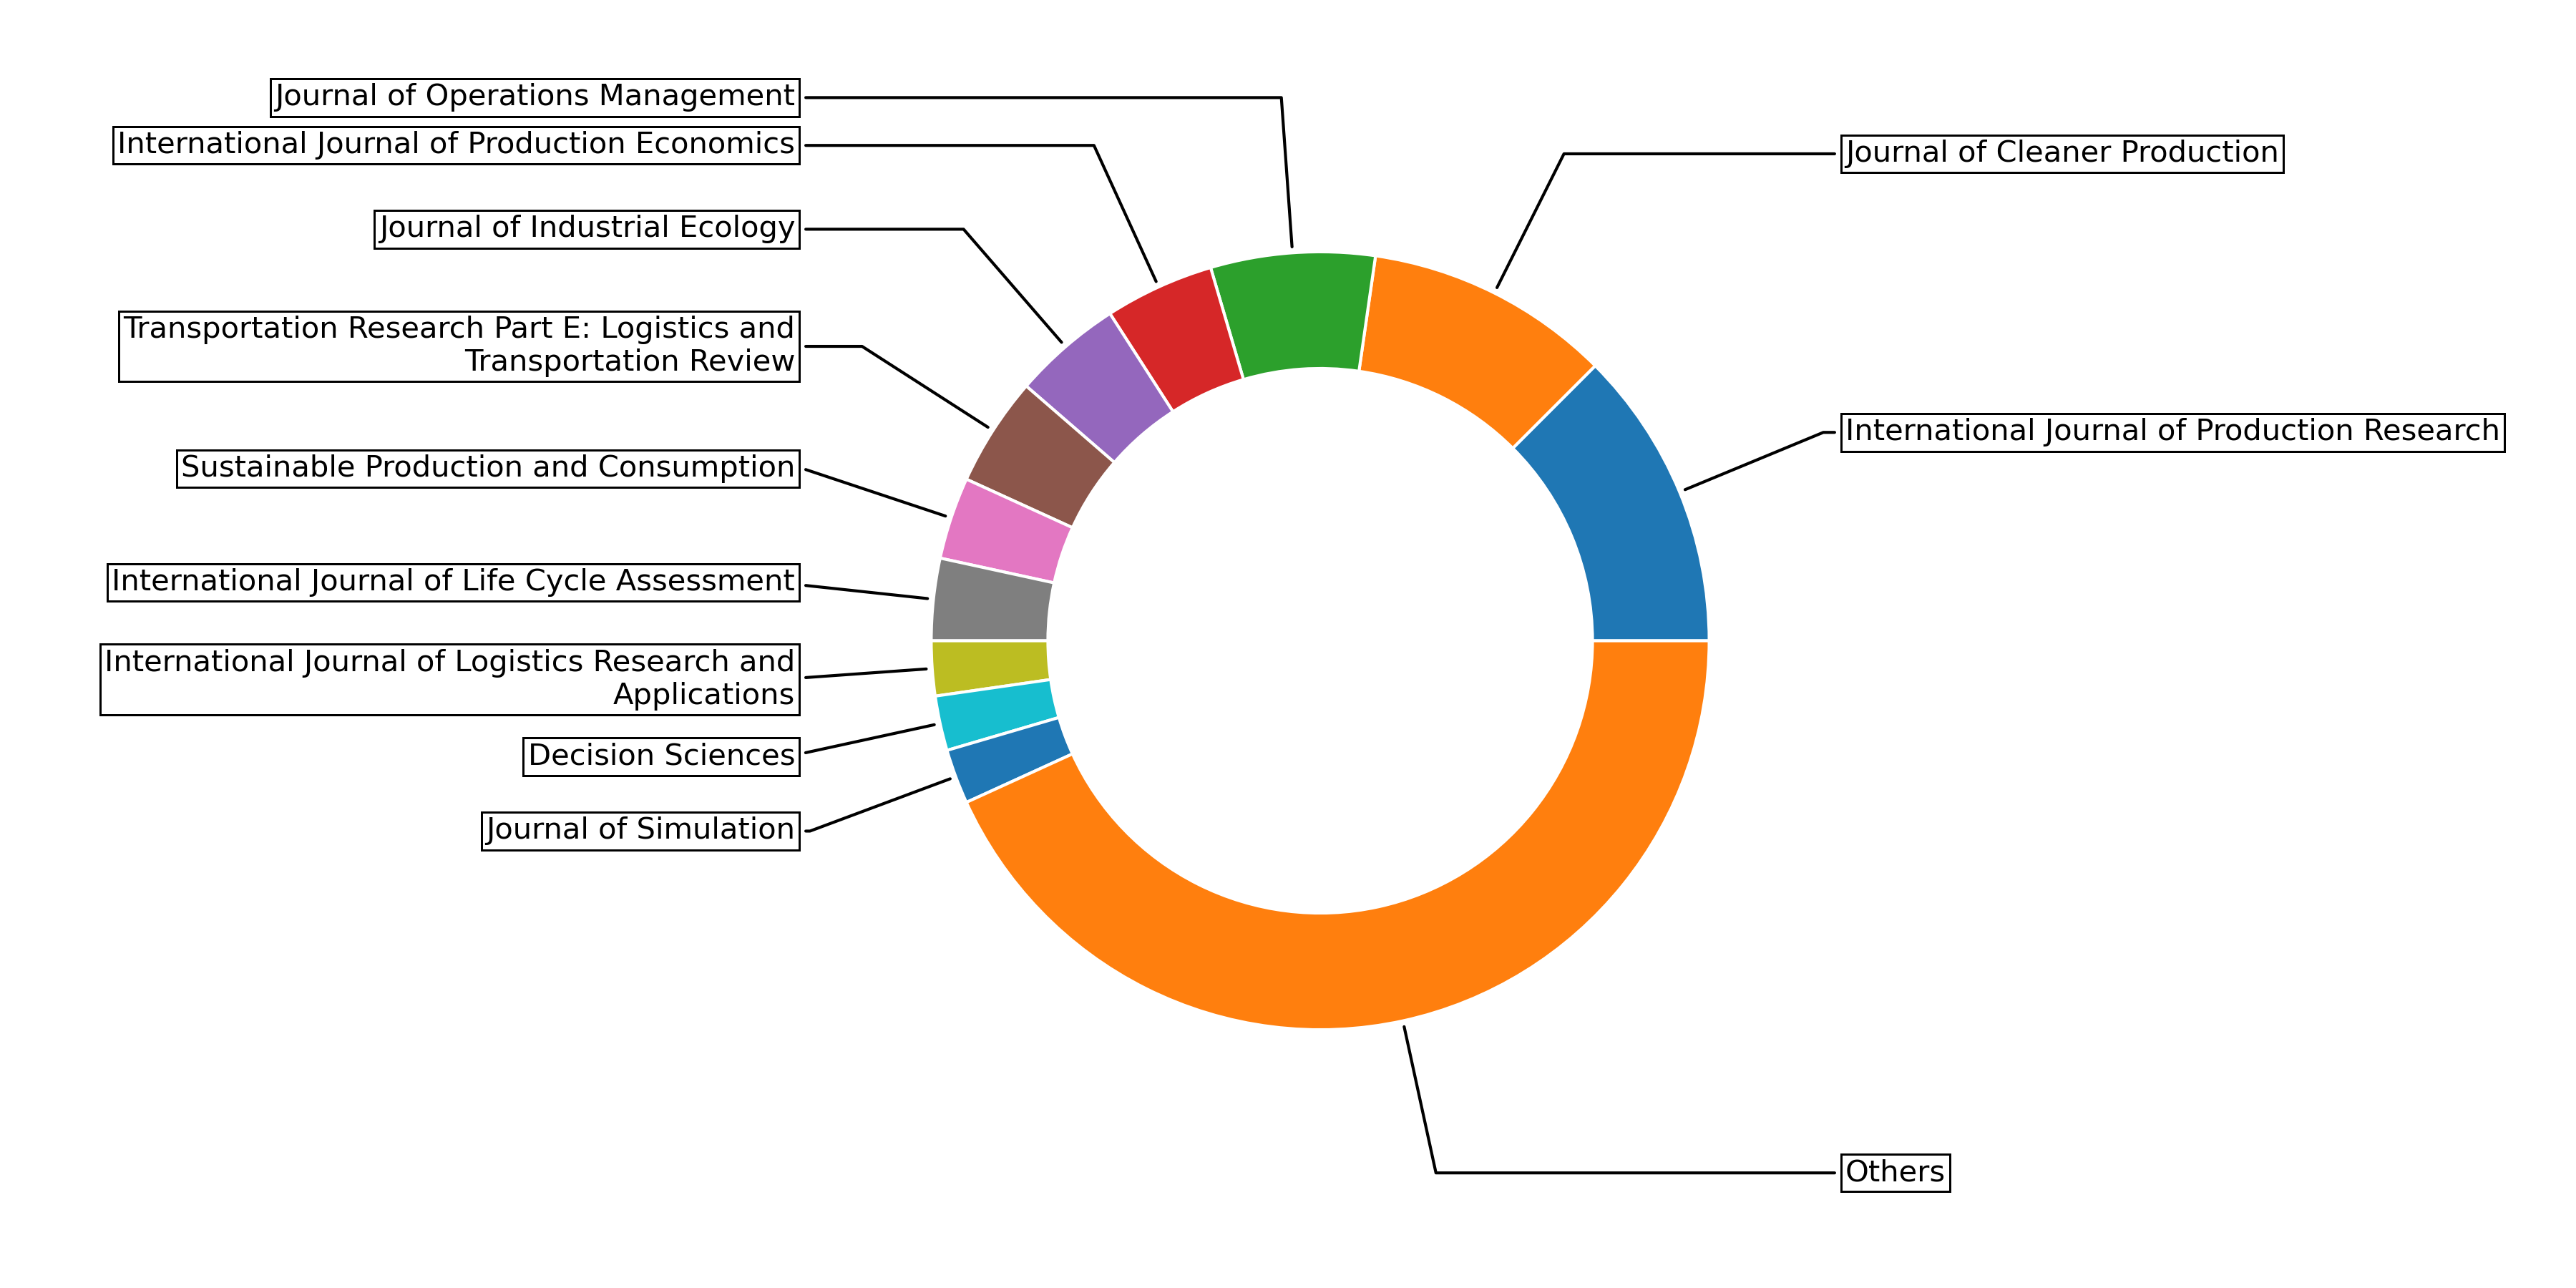 Journal of Operations Management
International Journal of Production Economics
Journal of Industrial Ecology
Transportation Research Part E: Logistics and
Transportation Review
Sustainable Production and Consumption
International Journal of Life Cycle Assessment
International Journal of Logistics Research and
Applications
Decision Sciences
Journal of Simulation
Journal of Cleaner Production
International Journal of Production Research
Others